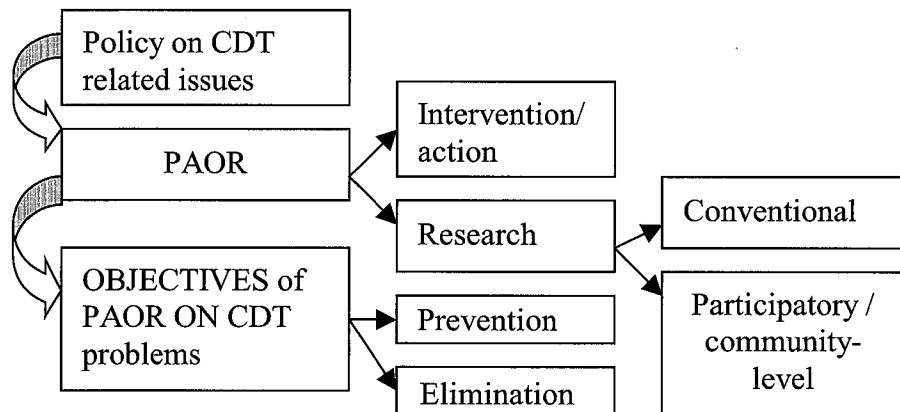 Policy on CDT
related issues
PAOR
Intervention/
action
Research
Conventional
Participatory /
community-
level
OBJECTIVES of
PAOR ON CDT
problems
Prevention
Elimination